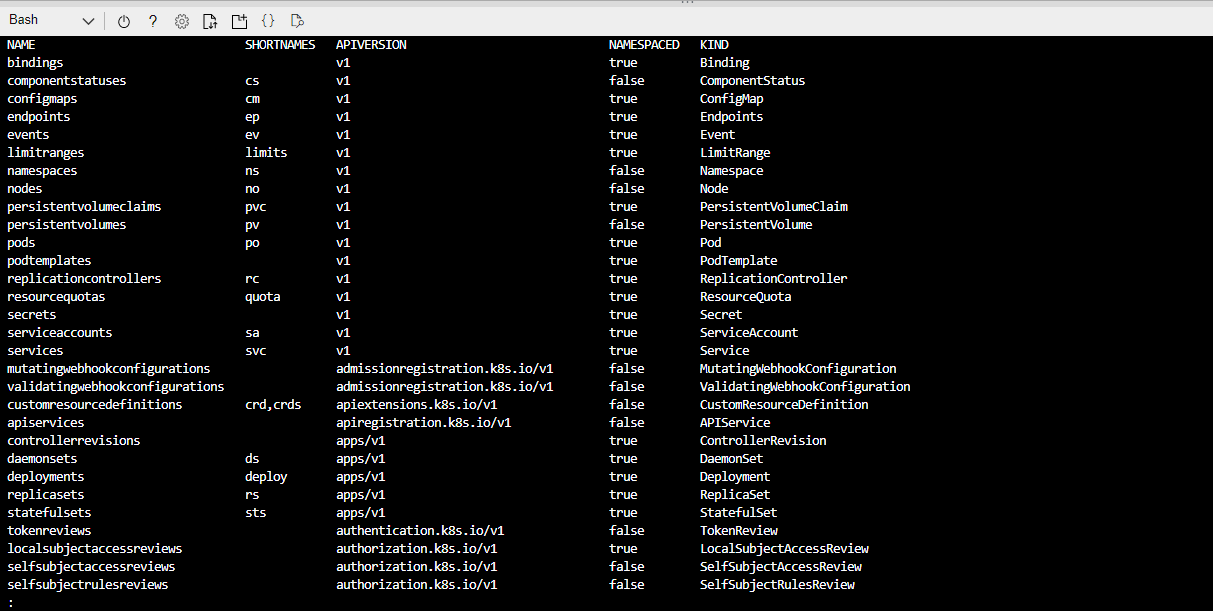 Bash ? {}
NAME SHORTNAMES APIVERSION NAMESPACED KIND
bindings v1 true Binding
componentstatuses cs v1 false ComponentStatus
configmaps cm v1 true ConfigMap
endpoints ep v1 true Endpoints
events ev v1 true Event
limitranges limits v1 true LimitRange
namespaces ns v1 false Namespace
nodes no v1 false Node
persistentvolumeclaims pvc v1 true PersistentVolumeClaim
persistentvolumes pv v1 false PersistentVolume
pods po v1 true Pod
podtemplates v1 true PodTemplate
replicationcontrollers rc v1 true ReplicationController
resourcequotas quota v1 true ResourceQuota
secrets v1 true Secret
serviceaccounts sa v1 true ServiceAccount
services svc v1 true Service
mutatingwebhookconfigurations admissionregistration.k8s.io/v1 false MutatingWebhookConfiguration
validatingwebhookconfigurations admissionregistration.k8s.io/v1 false ValidatingWebhookConfiguration
customresourcedefinitions crd,crds apiextensions.k8s.io/v1 false CustomResourceDefinition
apiservices apiregistration.k8s.io/v1 false APIService
controllerrevisions apps/v1 true ControllerRevision
daemonsets ds apps/v1 true DaemonSet
deployments deploy apps/v1 true Deployment
replicasets rs apps/v1 true ReplicaSet
statefulsets sts apps/v1 true StatefulSet
tokenreviews authentication.k8s.io/v1 false TokenReview
localsubjectaccessreviews authorization.k8s.io/v1 true LocalSubjectAccessReview
selfsubjectaccessreviews authorization.k8s.io/v1 false SelfSubjectAccessReview
selfsubjectrulesreviews authorization.k8s.io/v1 false SelfSubjectRulesReview
: